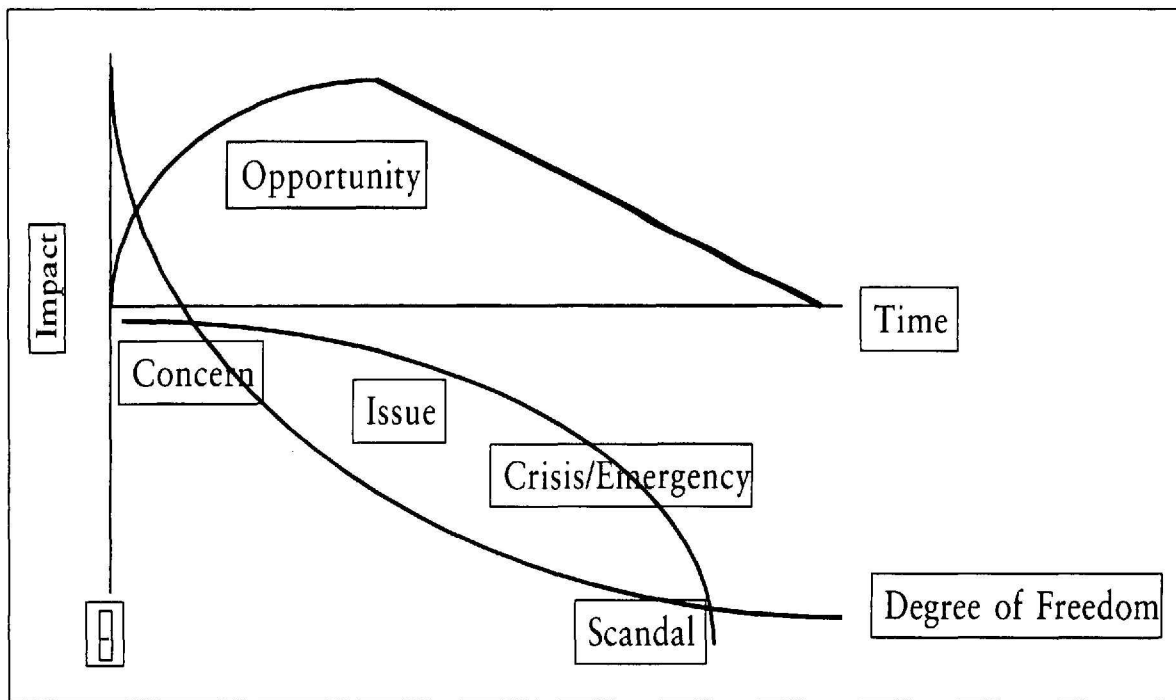 Opportunity
Impact
Time
Concern
Issue
Crisis/Emergency
Scandal
Degree of Freedom